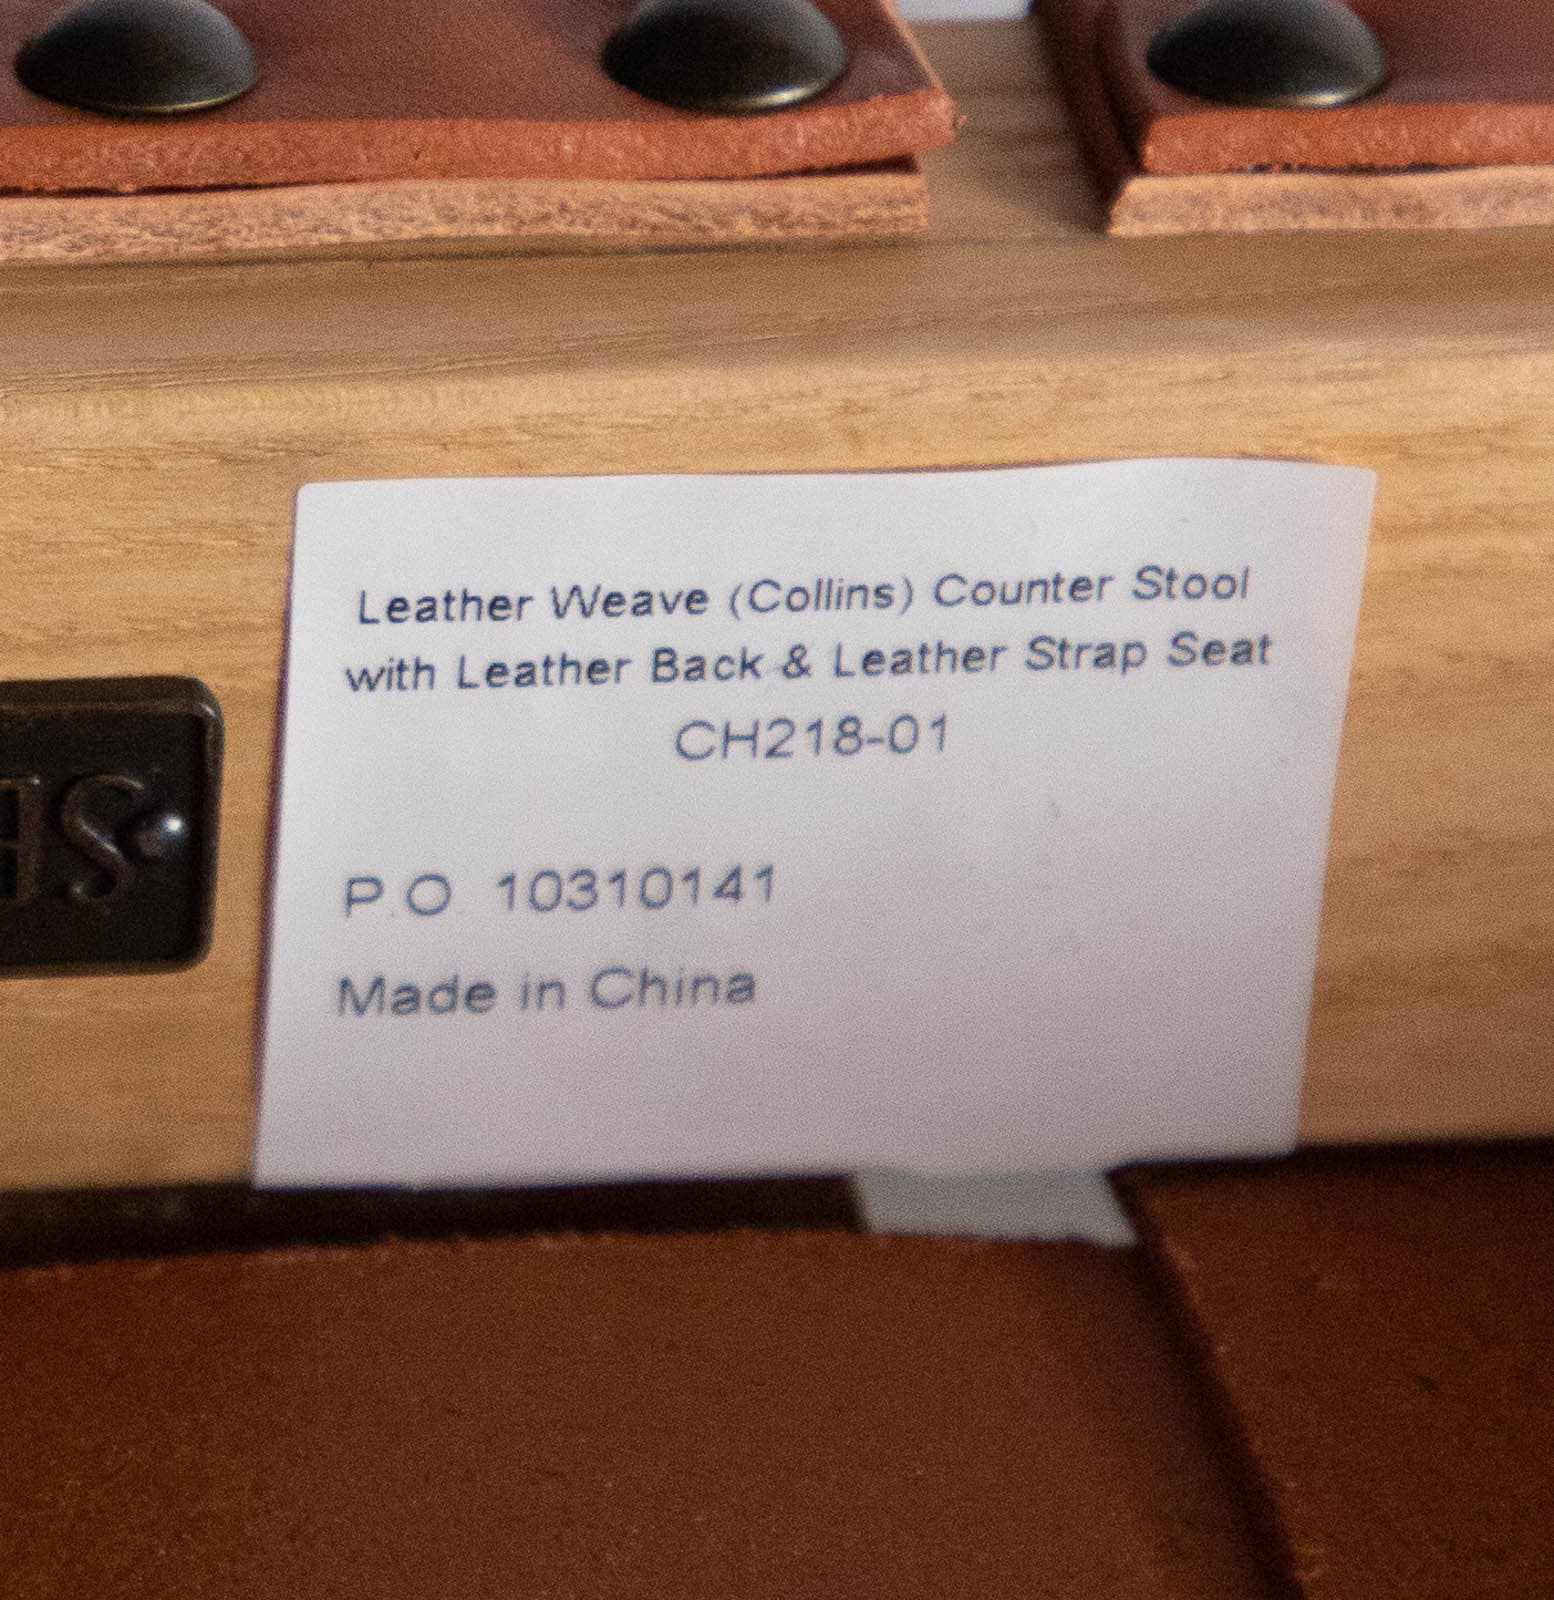 Leather Weave (Collins) Counter Stool
with Leather Back & Leather Strap Seat
CH218-01
P.O. 10310141
Made in China